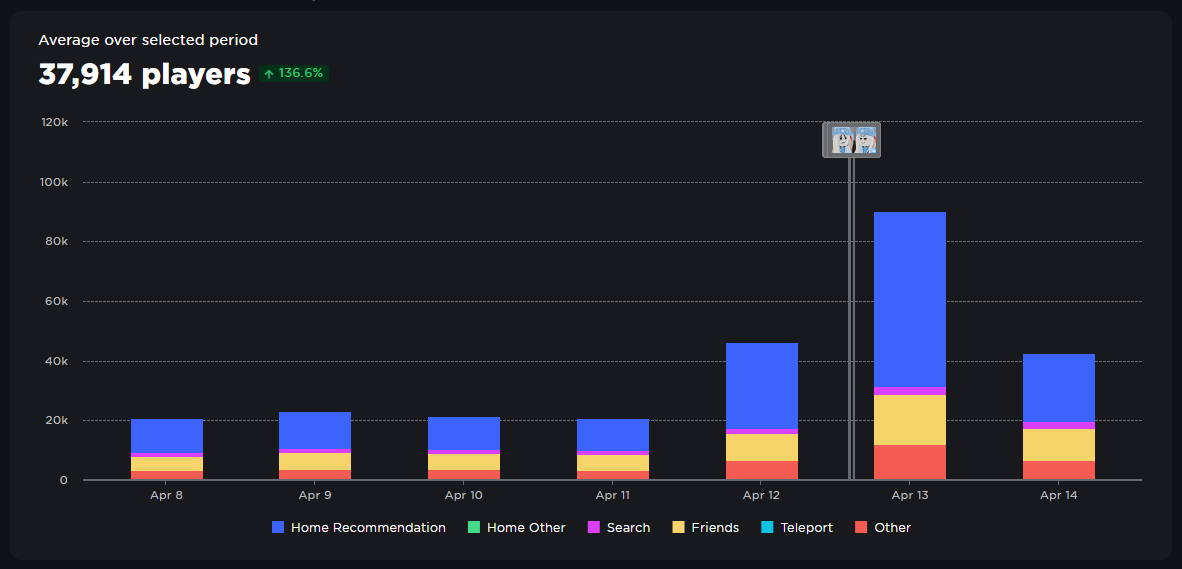 Average over selected period
37,914 players ↑ 136.6%
120k
100k
80k
60k
40k
20k
0
Apr 8 Apr 9 Apr 10 Apr 11 Apr 12 Apr 13 Apr 14
Home Recommendation Home Other Search Friends Teleport Other